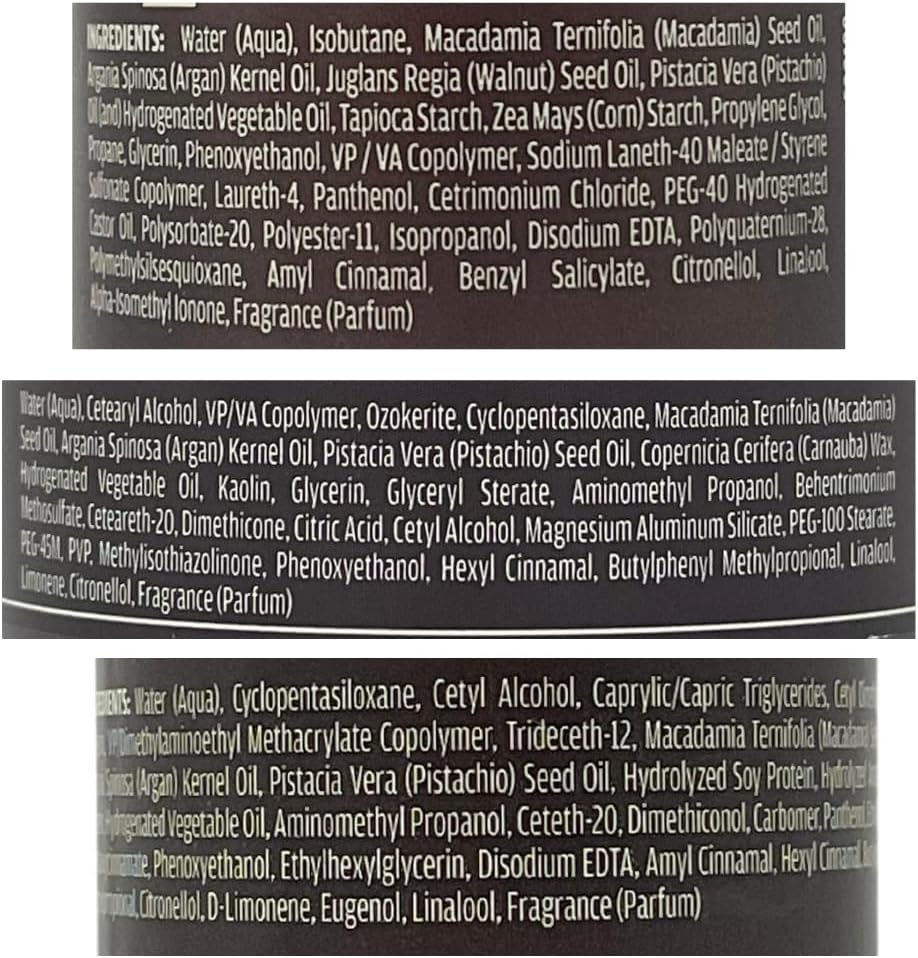 INGREDIENTS: Water (Aqua), Isobutane, Macadamia Ternifolia (Macadamia) Seed Oil,
Argania Spinosa (Argan) Kernel Oil, Juglans Regia (Walnut) Seed Oil, Pistacia Vera (Pistachio)
Oil (and) Hydrogenated Vegetable Oil, Tapioca Starch, Zea Mays (Corn) Starch, Propylene Glycol,
Propane, Glycerin, Phenoxyethanol, VP / VA Copolymer, Sodium Laneth-40 Maleate / Styrene
Sulfonate Copolymer, Laureth-4, Panthenol, Cetrimonium Chloride, PEG-40 Hydrogenated
Castor Oil, Polysorbate-20, Polyester-11, Isopropanol, Disodium EDTA, Polyquaternium-28,
Polymethylsilsesquioxane, Amyl Cinnamal, Benzyl Salicylate, Citronellol, Linalool,
Alpha-Isomethyl Ionone, Fragrance (Parfum)
Water (Aqua), Cetearyl Alcohol, VP/VA Copolymer, Ozokerite, Cyclopentasiloxane, Macadamia Ternifolia (Macadamia)
Seed Oil, Argania Spinosa (Argan) Kernel Oil, Pistacia Vera (Pistachio) Seed Oil, Copernicia Cerifera (Carnauba) Wax,
Hydrogenated Vegetable Oil, Kaolin, Glycerin, Glyceryl Sterate, Aminomethyl Propanol, Behentrimonium
Methosulfate, Ceteareth-20, Dimethicone, Citric Acid, Cetyl Alcohol, Magnesium Aluminum Silicate, PEG-100 Stearate,
PEG-45M, PVP, Methylisothiazolinone, Phenoxyethanol, Hexyl Cinnamal, Butylphenyl Methylpropional, Linalool,
Limonene, Citronellol, Fragrance (Parfum)
Water (Aqua), Cyclopentasiloxane, Cetyl Alcohol, Caprylic/Capric Triglycerides,
VP/Dimethylaminoethyl Methacrylate Copolymer, Trideceth-12, Macadamia Ternifolia
(Argan) Kernel Oil, Pistacia Vera (Pistachio) Seed Oil, Hydrolyzed Soy Protein,
Hydrogenated Vegetable Oil, Aminomethyl Propanol, Ceteth-20, Dimethiconol, Carbomer, Panthenol,
Phenoxyethanol, Ethylhexylglycerin, Disodium EDTA, Amyl Cinnamal, Hexyl Cinnamal,
Citronellol, D-Limonene, Eugenol, Linalool, Fragrance (Parfum)